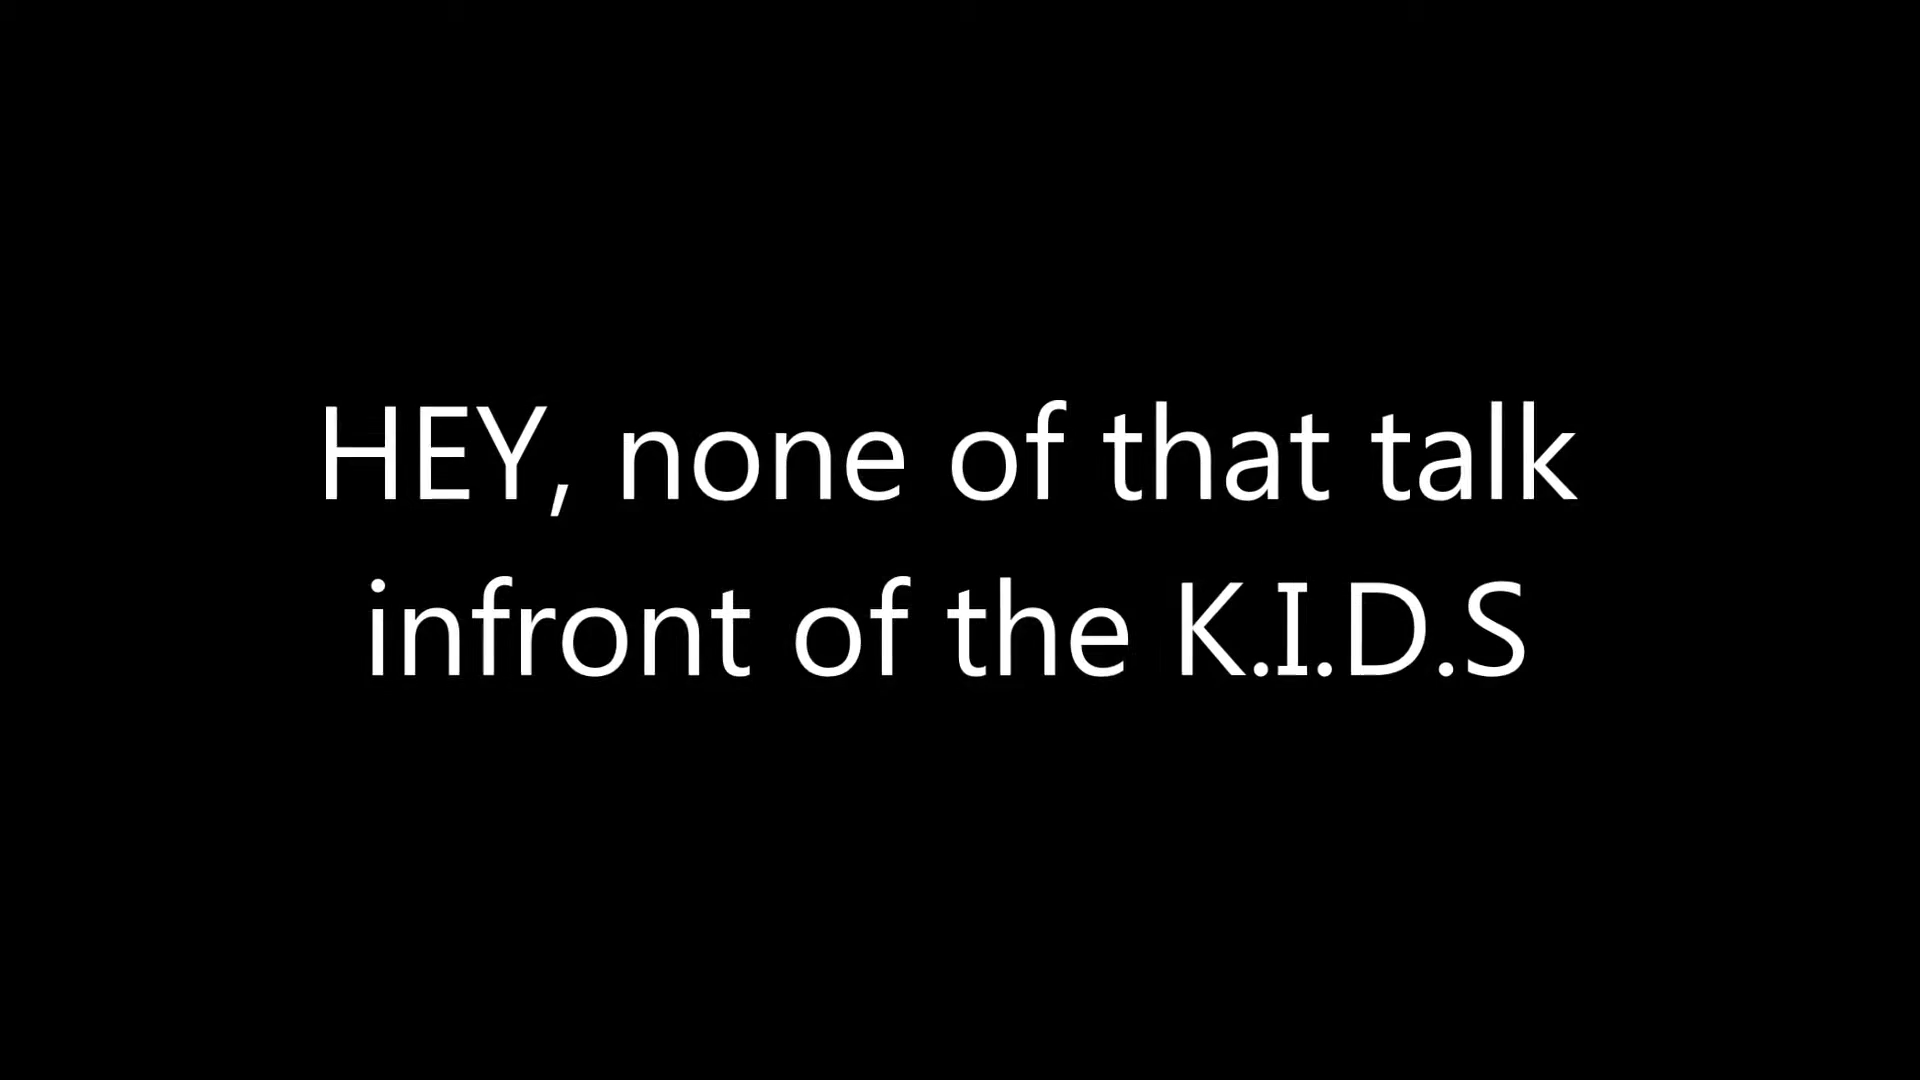 HEY, none of that talk
infront of the K.I.D.S